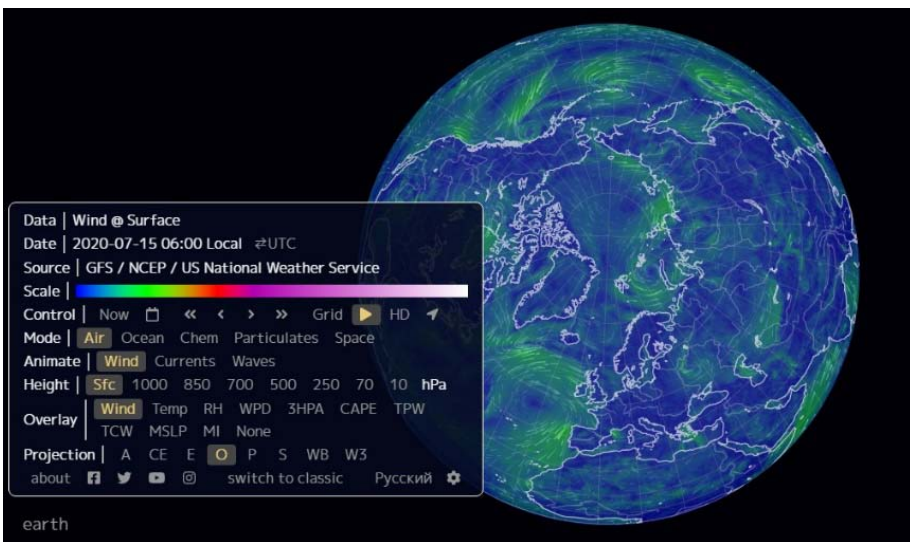 Data | Wind @ Surface
Date | 2020-07-15 06:00 Local ⇄UTC
Source | GFS / NCEP / US National Weather Service
Scale |
Control | Now « ‹ › » Grid HD
Mode | Air Ocean Chem Particulates Space
Animate | Wind Currents Waves
Height | Sfc 1000 850 700 500 250 70 10 hPa
Overlay | Wind Temp RH WPD 3HPA CAPE TPW
TCW MSLP MI None
Projection | A CE E O P S WB W3
about switch to classic Русский
earth